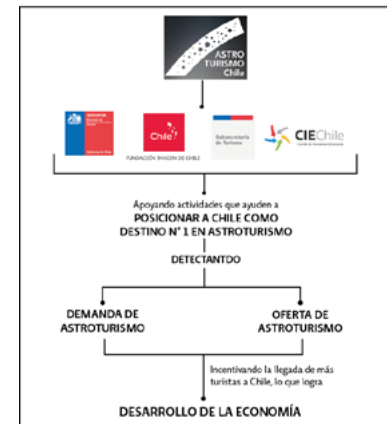 ASTRO
TURISMO
Chile
Chile
Subsecretaría
de Turismo
CIEChile
FUNDACIÓN IMAGEN DE CHILE
Apoyando actividades que ayuden a
POSICIONAR A CHILE COMO
DESTINO N° 1 EN ASTROTURISMO
DETECTANTDO
DEMANDA DE
ASTROTURISMO
OFERTA DE
ASTROTURISMO
Incentivando la llegada de más
turistas a Chile, lo que logra
DESARROLLO DE LA ECONOMÍA